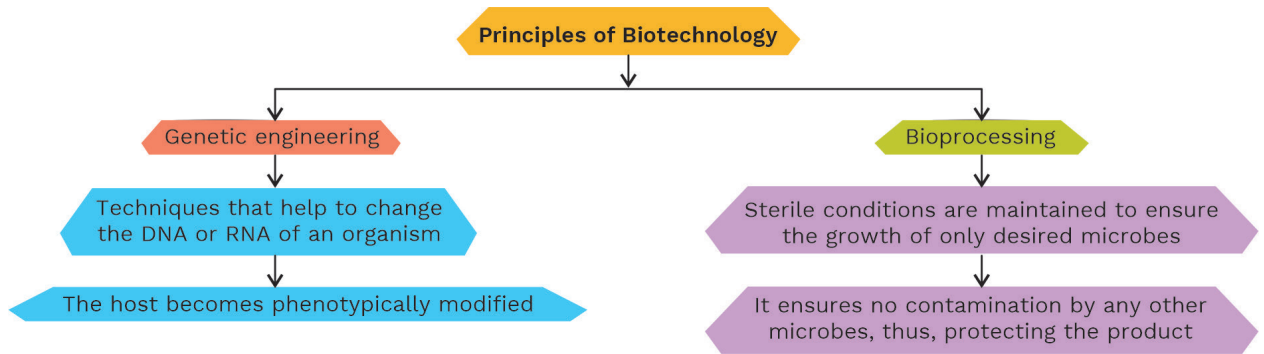 Principles of Biotechnology
Genetic engineering
Techniques that help to change
the DNA or RNA of an organism
The host becomes phenotypically modified
Bioprocessing
Sterile conditions are maintained to ensure
the growth of only desired microbes
It ensures no contamination by any other
microbes, thus, protecting the product